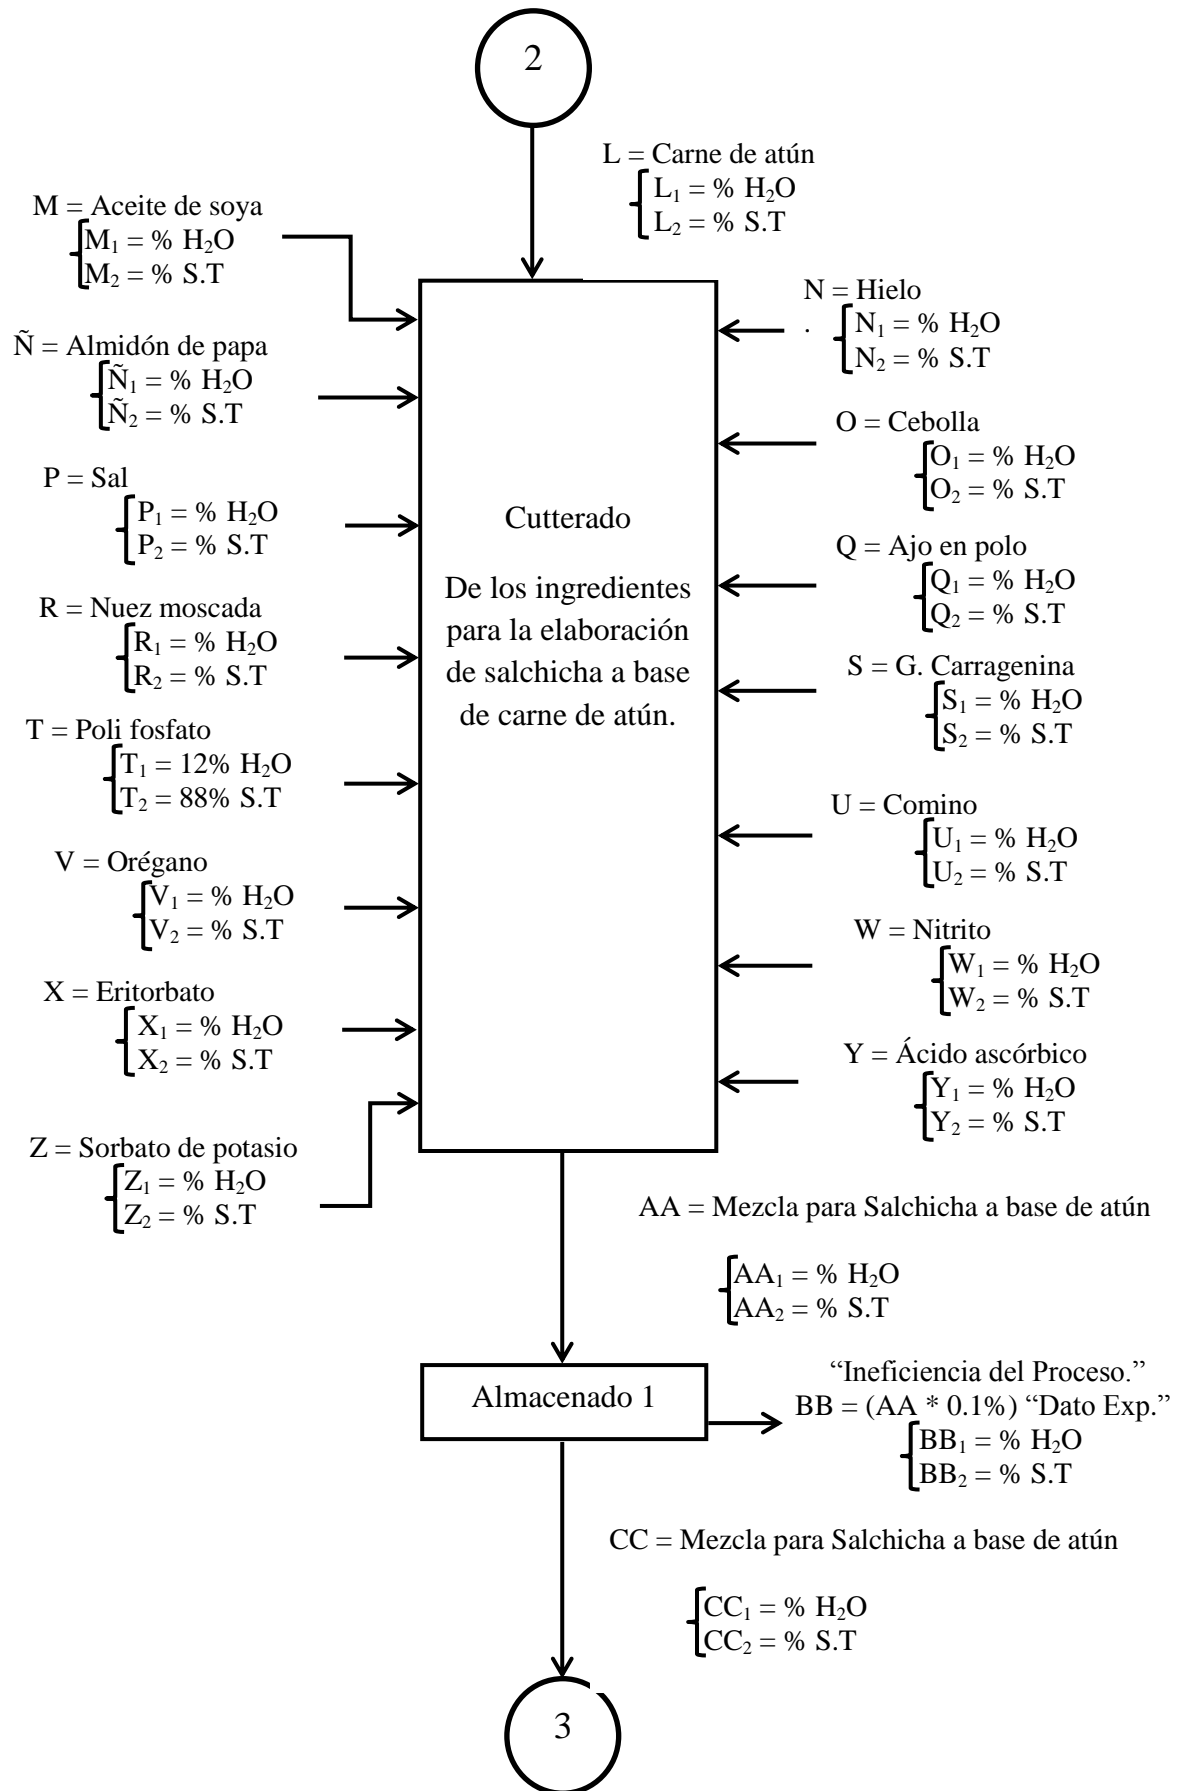 2
L = Carne de atún
L₁ = % H₂O
L₂ = % S.T
M = Aceite de soya
M₁ = % H₂O
M₂ = % S.T
N = Hielo
N₁ = % H₂O
N₂ = % S.T
Ñ = Almidón de papa
Ñ₁ = % H₂O
Ñ₂ = % S.T
O = Cebolla
O₁ = % H₂O
O₂ = % S.T
P = Sal
P₁ = % H₂O
P₂ = % S.T
Cutterado
De los ingredientes
para la elaboración
de salchicha a base
de carne de atún.
Q = Ajo en polo
Q₁ = % H₂O
Q₂ = % S.T
R = Nuez moscada
R₁ = % H₂O
R₂ = % S.T
S = G. Carragenina
S₁ = % H₂O
S₂ = % S.T
T = Poli fosfato
T₁ = 12% H₂O
T₂ = 88% S.T
U = Comino
U₁ = % H₂O
U₂ = % S.T
V = Orégano
V₁ = % H₂O
V₂ = % S.T
W = Nitrito
W₁ = % H₂O
W₂ = % S.T
X = Eritorbato
X₁ = % H₂O
X₂ = % S.T
Y = Ácido ascórbico
Y₁ = % H₂O
Y₂ = % S.T
Z = Sorbato de potasio
Z₁ = % H₂O
Z₂ = % S.T
AA = Mezcla para Salchicha a base de atún
AA₁ = % H₂O
AA₂ = % S.T
Almacenado 1
“Ineficiencia del Proceso.”
BB = (AA * 0.1%) “Dato Exp.”
BB₁ = % H₂O
BB₂ = % S.T
CC = Mezcla para Salchicha a base de atún
CC₁ = % H₂O
CC₂ = % S.T
3